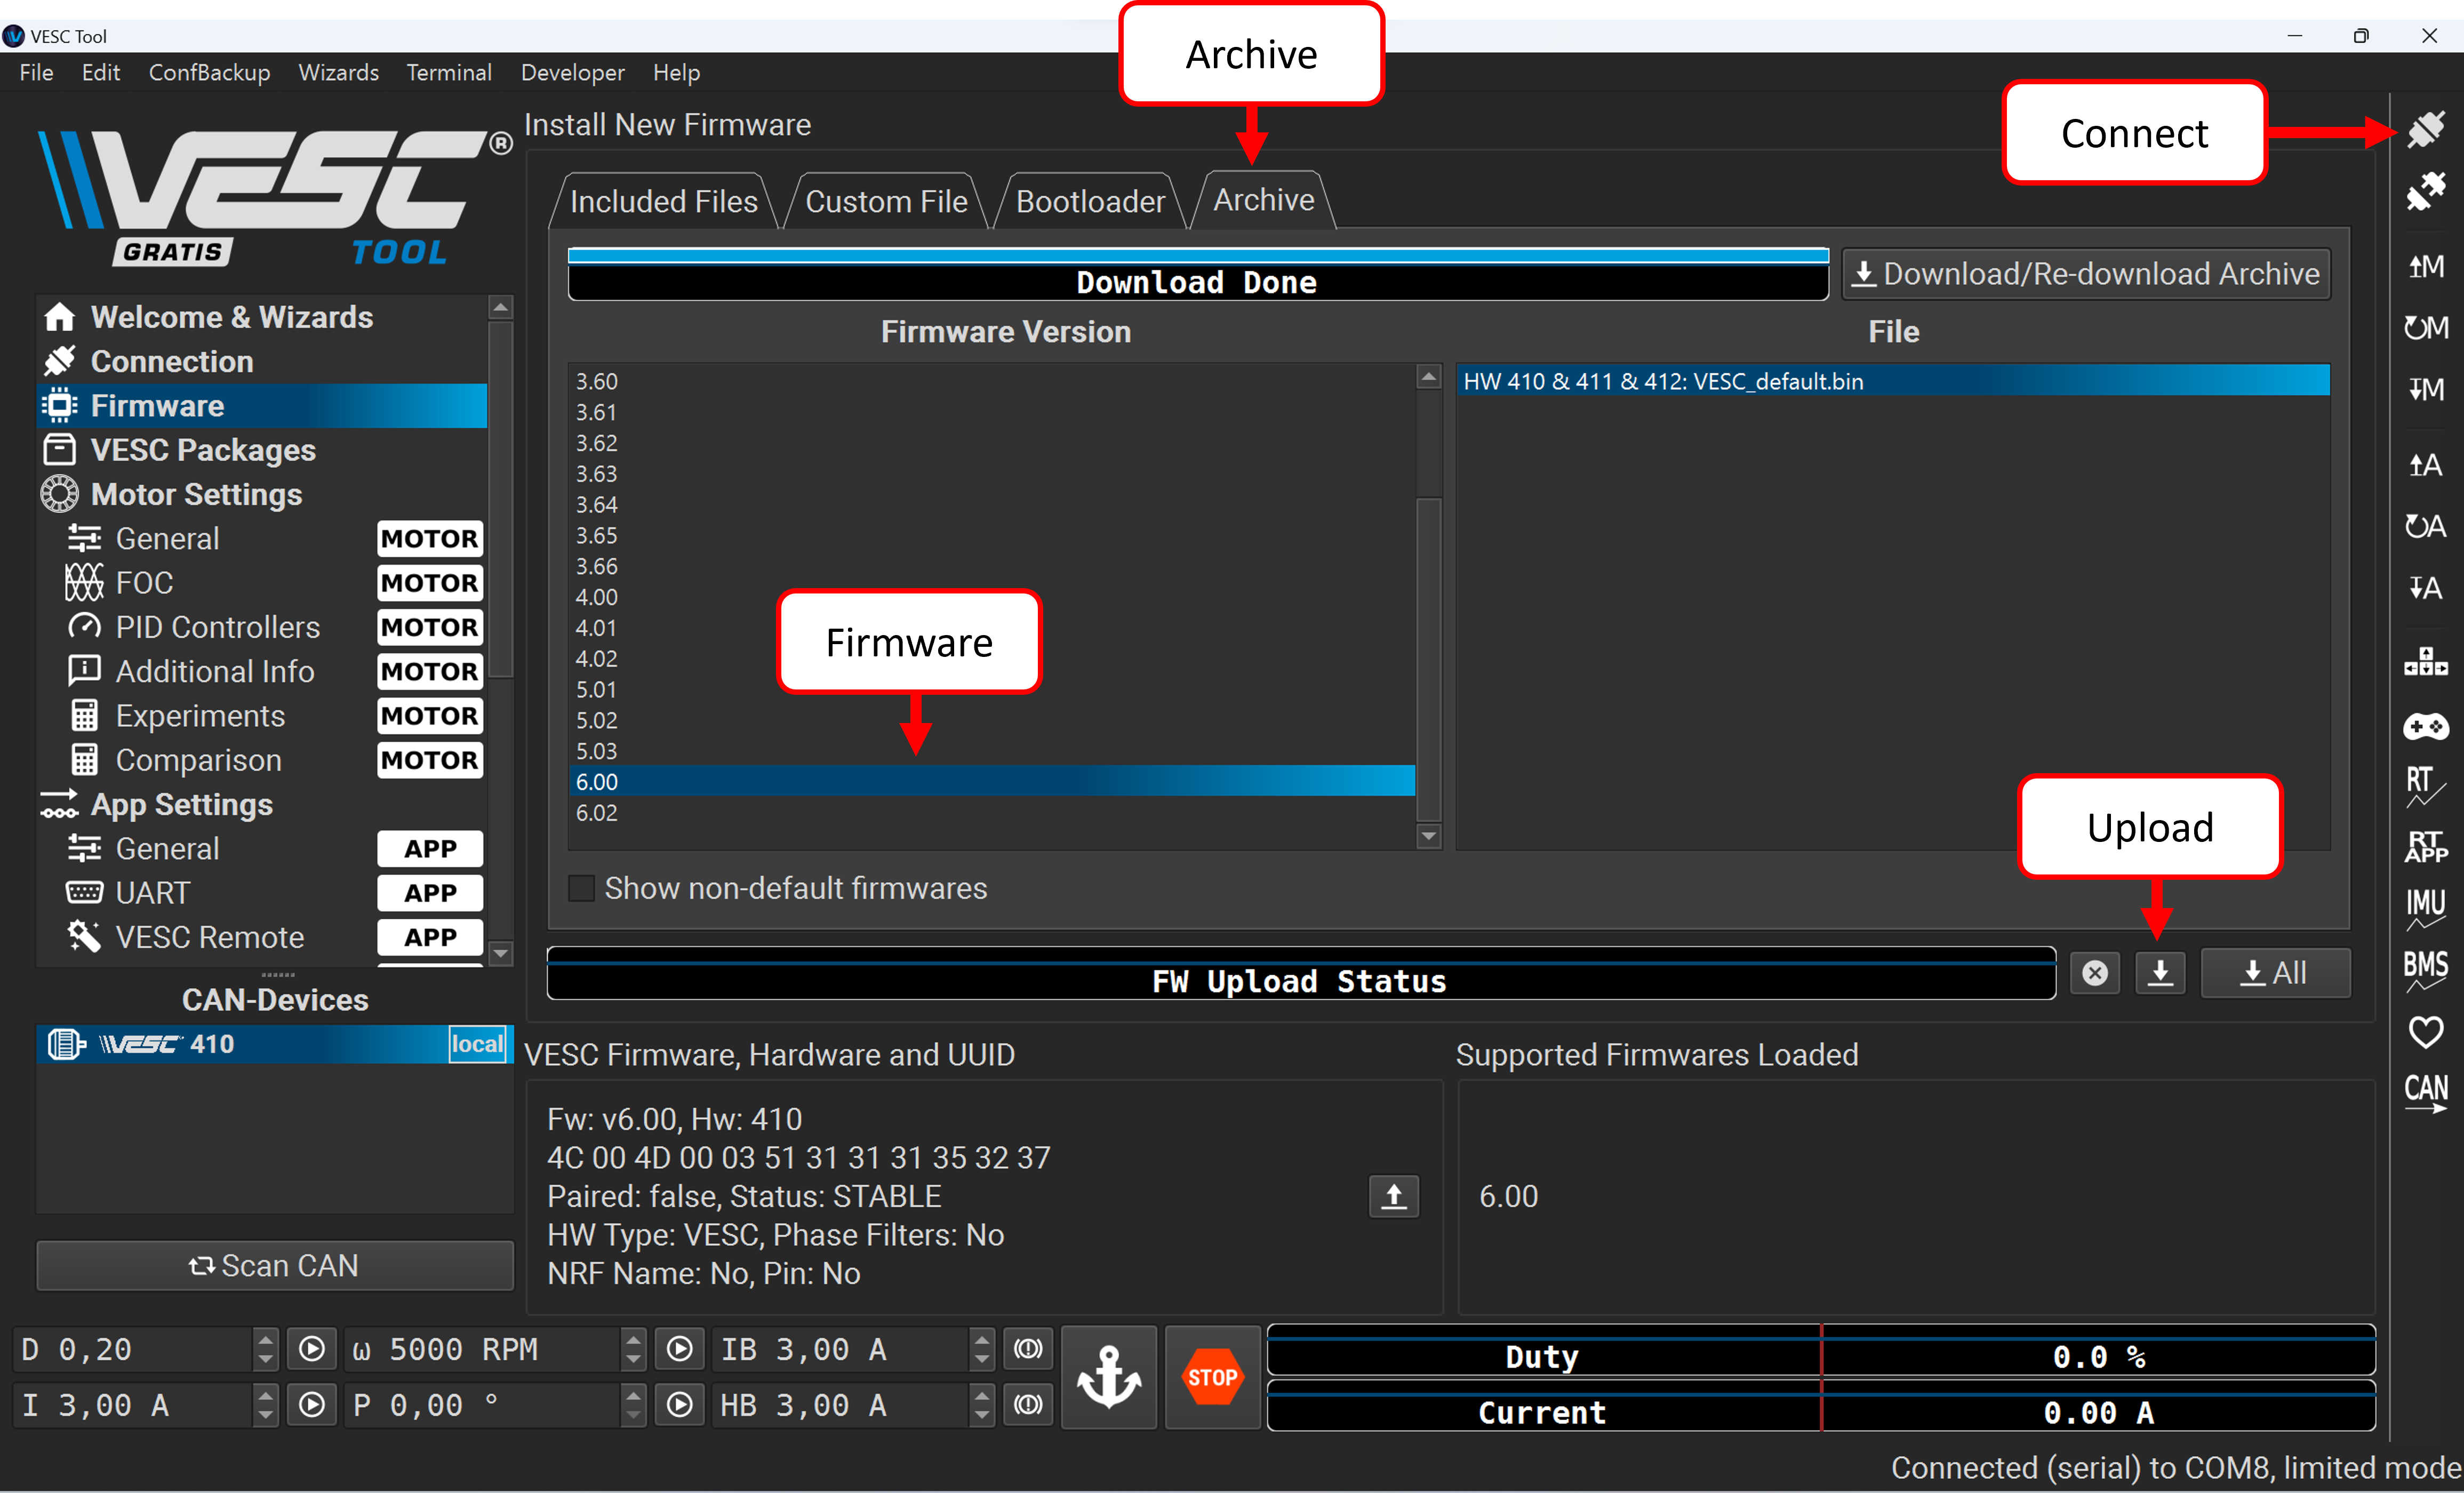 Archive
VESC Tool
File Edit ConfBackup Wizards Terminal Developer Help
Connect
VESC®
GRATIS TOOL
Install New Firmware
Included Files Custom File Bootloader Archive
Download Done
Download/Re-download Archive
Firmware Version
File
3.60
3.61
3.62
3.63
3.64
3.65
3.66
4.00
4.01
4.02
5.01
5.02
5.03
6.00
6.02
HW 410 & 411 & 412: VESC_default.bin
Firmware
Upload
Show non-default firmwares
FW Upload Status
All
Welcome & Wizards
Connection
Firmware
VESC Packages
Motor Settings
General MOTOR
FOC MOTOR
PID Controllers MOTOR
Additional Info MOTOR
Experiments MOTOR
Comparison MOTOR
App Settings
General APP
UART APP
VESC Remote APP
CAN-Devices
VESC 410 local
Scan CAN
VESC Firmware, Hardware and UUID
Fw: v6.00, Hw: 410
4C 00 4D 00 03 51 31 31 31 35 32 37
Paired: false, Status: STABLE
HW Type: VESC, Phase Filters: No
NRF Name: No, Pin: No
Supported Firmwares Loaded
6.00
M
M
M
A
A
A
RT
RT APP
IMU
BMS
CAN
D 0,20 ω 5000 RPM IB 3,00 A
I 3,00 A P 0,00 ° HB 3,00 A
STOP
Duty 0.0 %
Current 0.00 A
Connected (serial) to COM8, limited mode